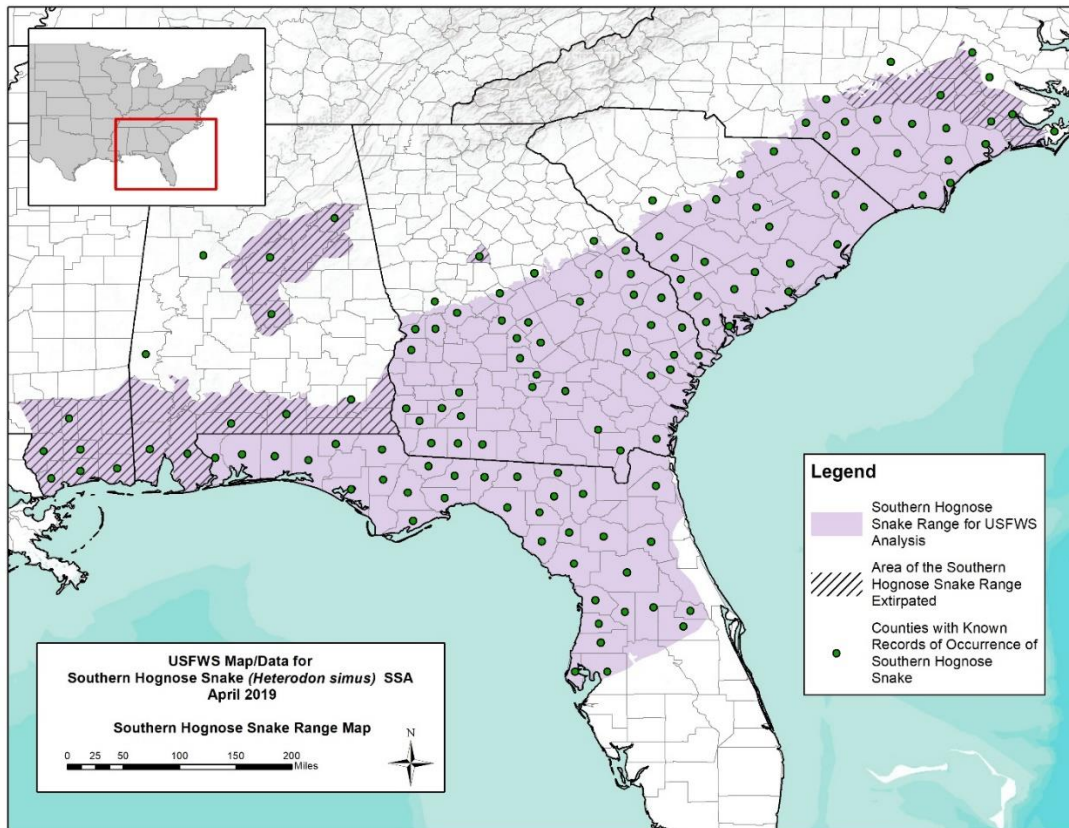 Legend
Southern Hognose
Snake Range for USFWS
Analysis
Area of the Southern
Hognose Snake Range
Extirpated
Counties with Known
Records of Occurrence of
Southern Hognose
Snake
USFWS Map/Data for
Southern Hognose Snake (Heterodon simus) SSA
April 2019
Southern Hognose Snake Range Map
N
0 25 50 100 150 200
Miles